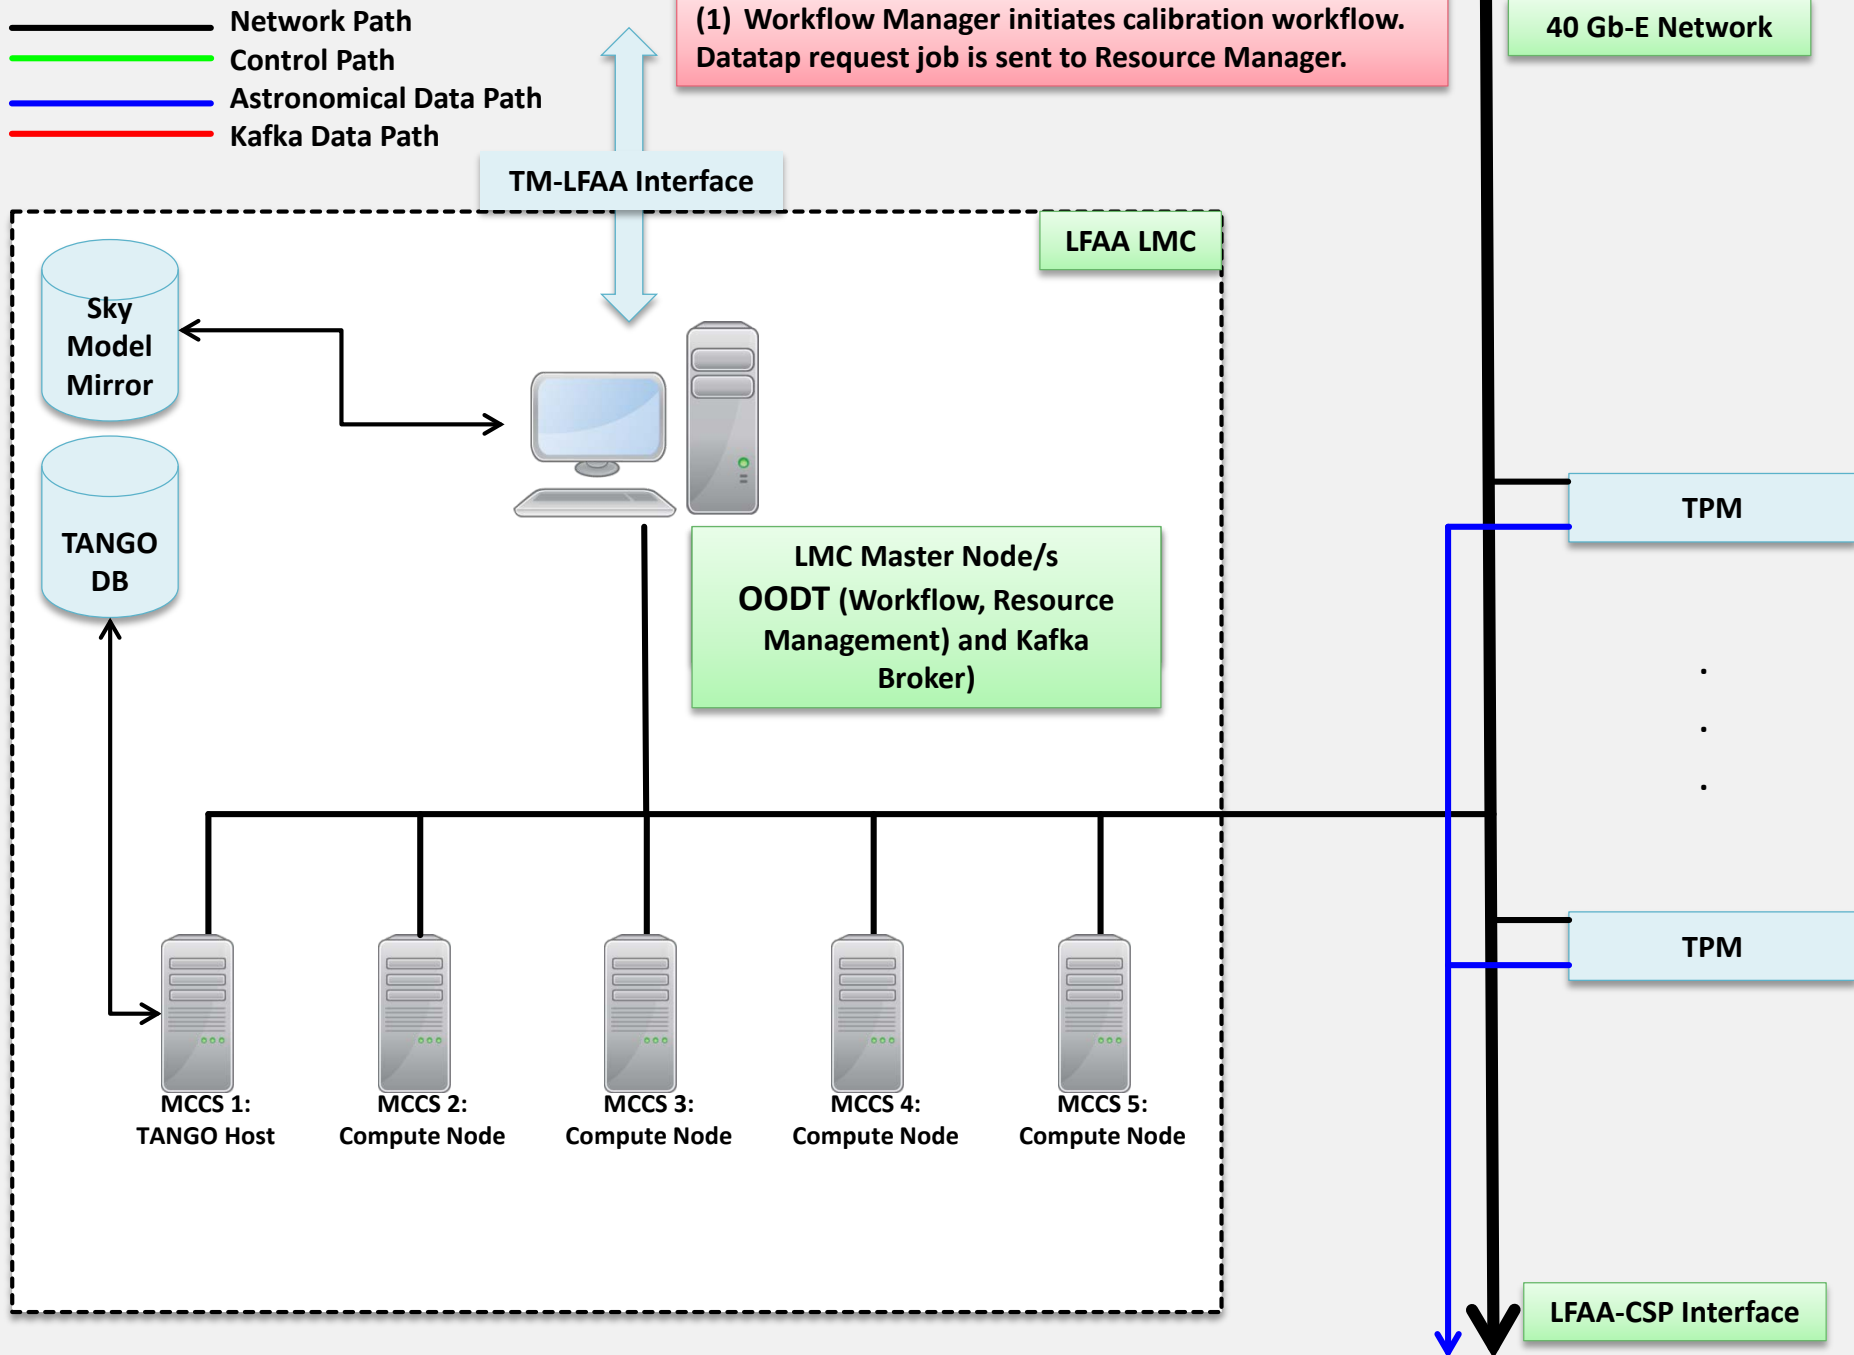 Network Path
Control Path
Astronomical Data Path
Kafka Data Path
(1) Workflow Manager initiates calibration workflow.
Datatap request job is sent to Resource Manager.
40 Gb-E Network
TM-LFAA Interface
LFAA LMC
Sky
Model
Mirror
TANGO
DB
LMC Master Node/s
OODT (Workflow, Resource
Management) and Kafka
Broker)
TPM
.
.
.
TPM
MCCS 1:
TANGO Host
MCCS 2:
Compute Node
MCCS 3:
Compute Node
MCCS 4:
Compute Node
MCCS 5:
Compute Node
LFAA-CSP Interface